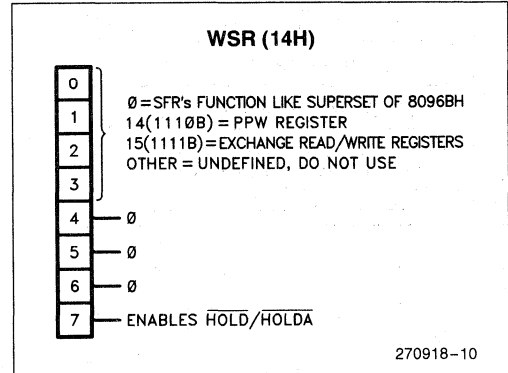 WSR (14H)
0
1
2
3
4
5
6
7
Ø=SFR's FUNCTION LIKE SUPERSET OF 8096BH
14(111ØB)=PPW REGISTER
15(1111B)=EXCHANGE READ/WRITE REGISTERS
OTHER = UNDEFINED, DO NOT USE
Ø
Ø
Ø
ENABLES HOLD/HOLDA
270918-10